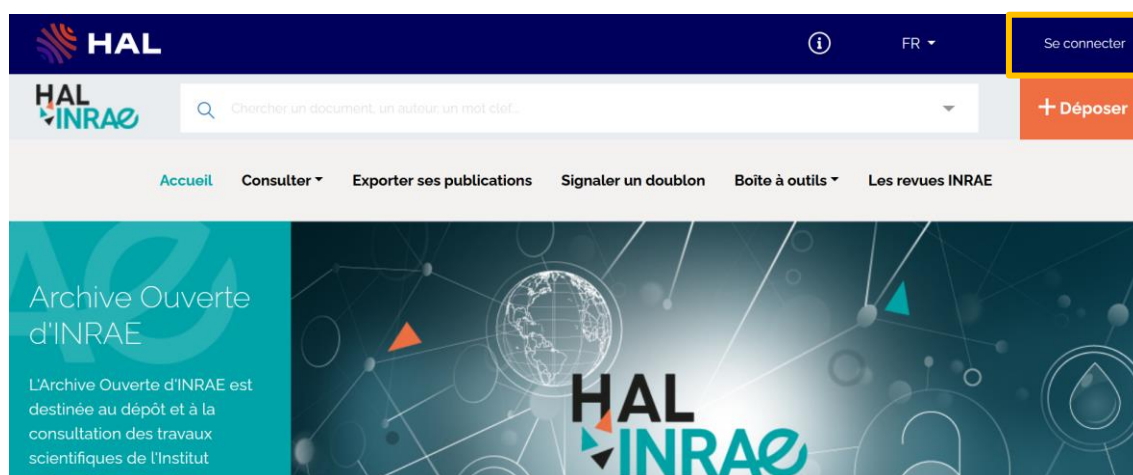 HAL
FR
Se connecter
HAL
INRAE
Chercher un document, un auteur, un mot clef...
+ Déposer
Accueil
Consulter
Exporter ses publications
Signaler un doublon
Boîte à outils
Les revues INRAE
Archive Ouverte
d'INRAE
L'Archive Ouverte d'INRAE est
destinée au dépôt et à la
consultation des travaux
scientifiques de l'Institut
HAL
INRAE